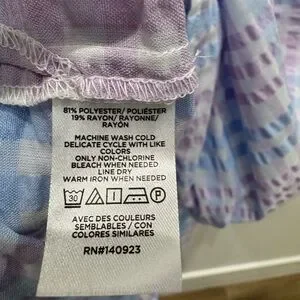 81% POLYESTER/ POLIÉSTER
19% RAYON/ RAYONNE/
RAYÓN
MACHINE WASH COLD
DELICATE CYCLE WITH LIKE
COLORS
ONLY NON-CHLORINE
BLEACH WHEN NEEDED
LINE DRY
WARM IRON WHEN NEEDED
30 P
AVEC DES COULEURS
SEMBLABLES / CON
COLORES SIMILARES
RN#140923